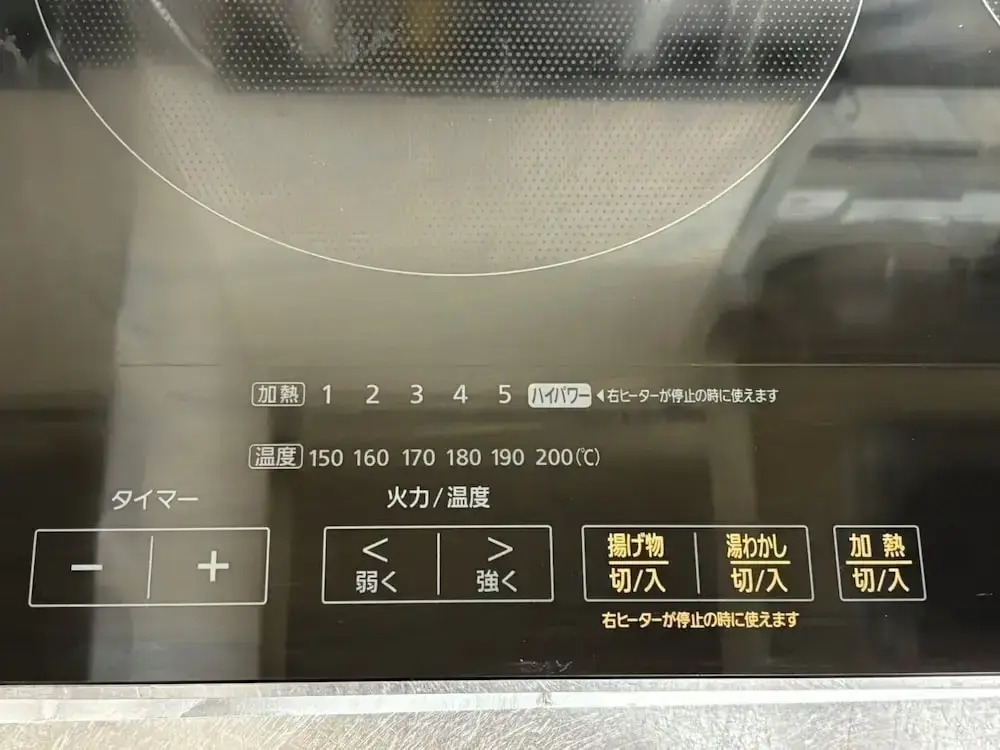 加熱 1 2 3 4 5 ハイパワー ◀右ヒーターが停止の時に使えます
温度 150 160 170 180 190 200(℃)
タイマー 火力/温度
− + < > 揚げ物 湯わかし 加熱
弱く 強く 切/入 切/入 切/入
右ヒーターが停止の時に使えます